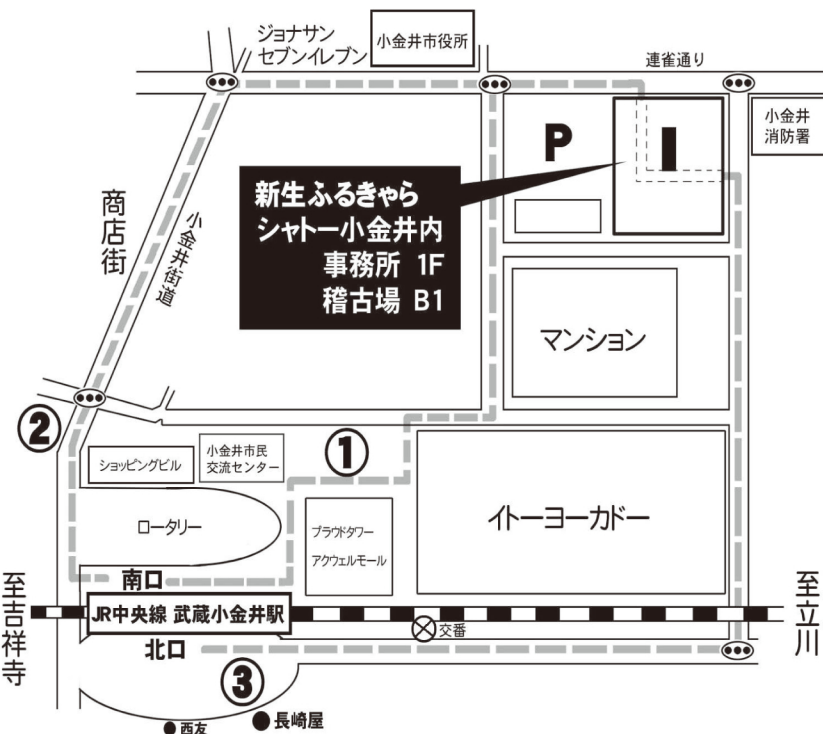 ジョナサン
セブンイレブン
小金井市役所
連雀通り
小金井
消防署
P
新生ふるきゃら
シャトー小金井内
事務所 1F
稽古場 B1
商店街
小金井街道
マンション
②
①
ショッピングビル
小金井市民
交流センター
ロータリー
プラウドタワー
アクウェルモール
イトーヨーカドー
南口
至吉祥寺
JR中央線 武蔵小金井駅
至立川
交番
北口
③
西友
長崎屋